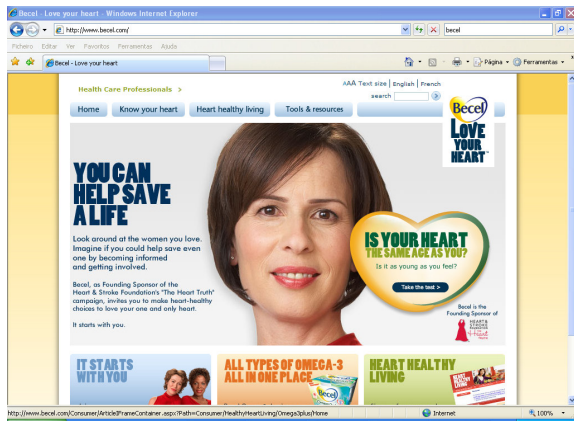 Becel - Love your heart - Windows Internet Explorer
http://www.becel.com/
becel
Ficheiro Editar Ver Favoritos Ferramentas Ajuda
Becel - Love your heart
Página Ferramentas
Health Care Professionals >
AAA Text size | English | French
search
Home Know your heart Heart healthy living Tools & resources
Becel
LOVE
YOUR
HEART™
YOU CAN
HELP SAVE
A LIFE
Look around at the women you love.
Imagine if you could help save even
one by becoming informed
and getting involved.
Becel, as Founding Sponsor of the
Heart & Stroke Foundation's "The Heart Truth"
campaign, invites you to make heart-healthy
choices to love your one and only heart.
It starts with you.
IS YOUR HEART
THE SAME AGE AS YOU?
Is it as young as you feel?
Take the test >
Becel is the
Founding Sponsor of
HEART &
STROKE
FOUNDATION
IT STARTS
WITH YOU
ALL TYPES OF OMEGA-3
ALL IN ONE PLACE
Becel
HEART HEALTHY
LIVING
http://www.becel.com/Consumer/ArticleIFrameContainer.aspx?Path=Consumer/HealthyHeartLiving/Omega3plus/Home
Internet
100%